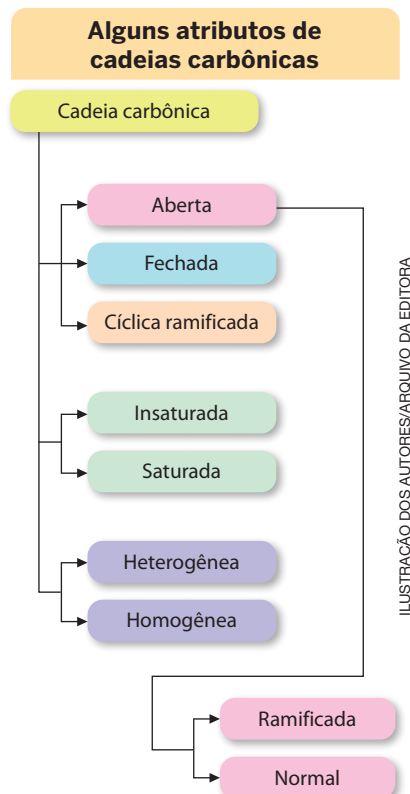 Alguns atributos de
cadeias carbônicas
Cadeia carbônica
Aberta
Fechada
Cíclica ramificada
Insaturada
Saturada
Heterogênea
Homogênea
Ramificada
Normal
ILUSTRAÇÃO DOS AUTORES/ARQUIVO DA EDITORA